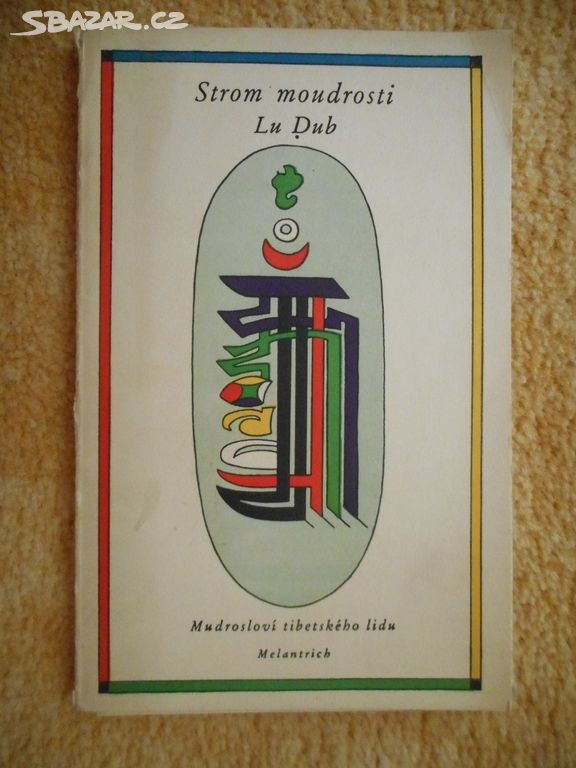 SBAZAR.CZ
Strom moudrosti
Lu Ḍub
Mudrosloví tibetského lidu
Melantrich